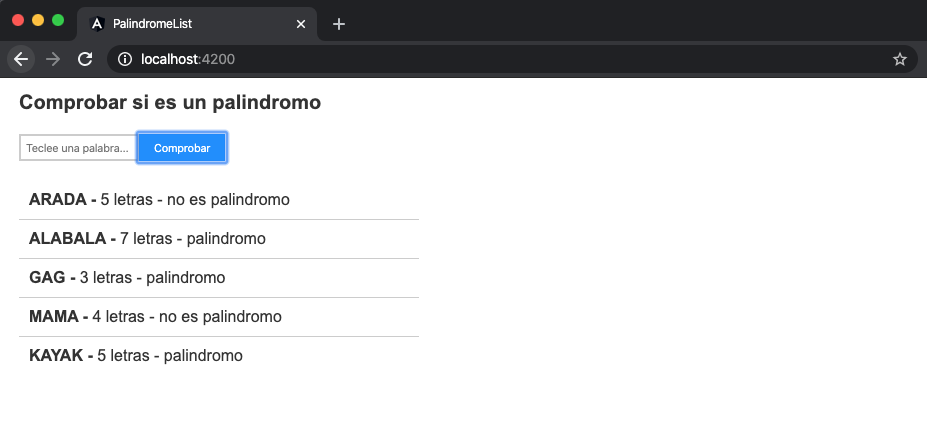 PalindromeList
localhost:4200
Comprobar si es un palindromo
Teclee una palabra... Comprobar
ARADA - 5 letras - no es palindromo
ALABALA - 7 letras - palindromo
GAG - 3 letras - palindromo
MAMA - 4 letras - no es palindromo
KAYAK - 5 letras - palindromo